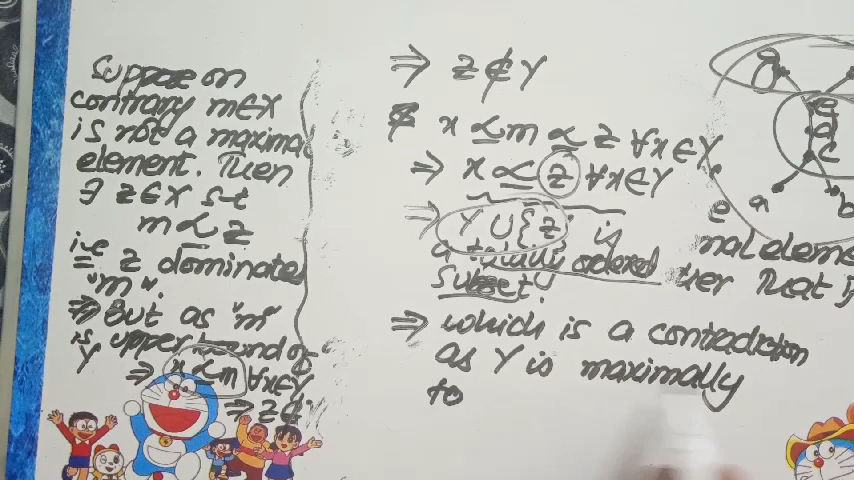 Suppose on
contrary m∈X
is not a maximal
element. Then
∃ z∈X s-t
m ⪯ z
i.e z dominates
"m".
⇒ But as "m"
is upper bound of
Y
⇒ x ⪯ m ∀x∈Y
⇒ z∉
⇒ z ∉ Y
x ⪯ m ⪯ z ∀x∈Y
⇒ x ⪯ z ∀x∈Y
⇒ Y ∪ {z} is
a totally ordered
subset.
⇒ which is a contradiction
as Y is maximally
to
g
e
d
c
a
b
e